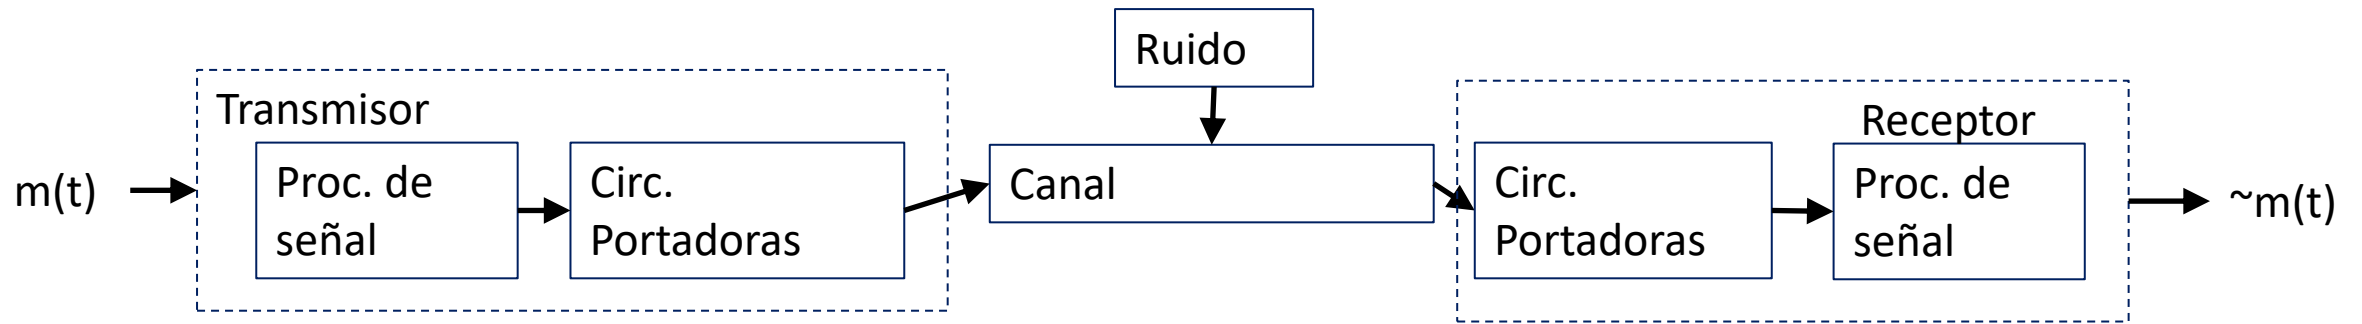 Ruido
Transmisor
Receptor
m(t)
Proc. de
señal
Circ.
Portadoras
Canal
Circ.
Portadoras
Proc. de
señal
~m(t)